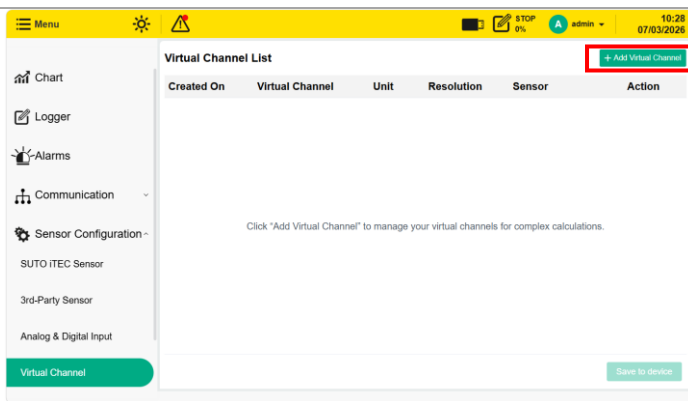 Menu
STOP
0%
A admin
10:28
07/03/2026
Chart
Logger
Alarms
Communication
Sensor Configuration
SUTO iTEC Sensor
3rd-Party Sensor
Analog & Digital Input
Virtual Channel
Virtual Channel List
+ Add Virtual Channel
Created On Virtual Channel Unit Resolution Sensor Action
Click "Add Virtual Channel" to manage your virtual channels for complex calculations.
Save to device